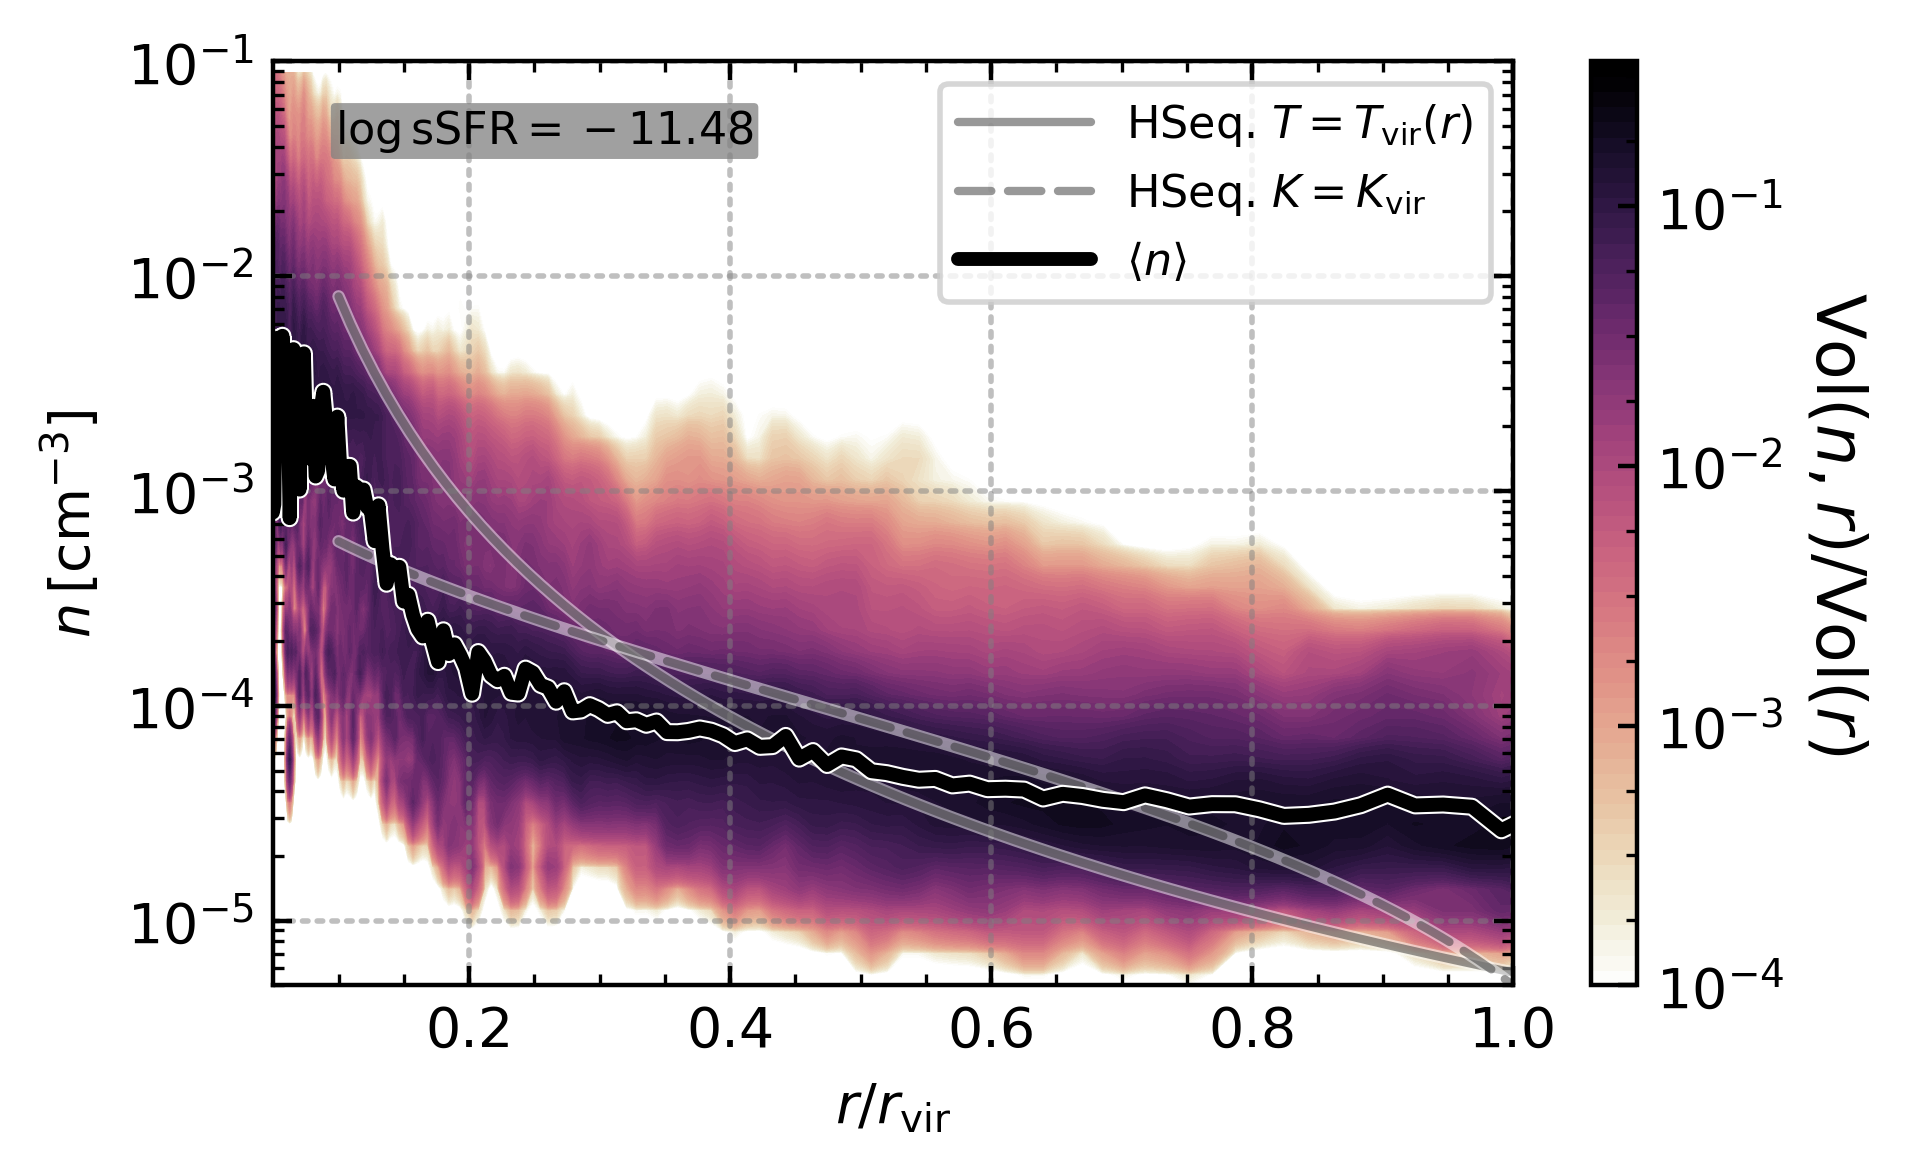 log sSFR = −11.48
HSeq. T = T_vir(r)
HSeq. K = K_vir
⟨n⟩
10⁻¹
10⁻²
10⁻³
10⁻⁴
10⁻⁵
n [cm⁻³]
0.2 0.4 0.6 0.8 1.0
r/r_vir
10⁻¹
10⁻²
10⁻³
10⁻⁴
Vol(n, r)/Vol(r)